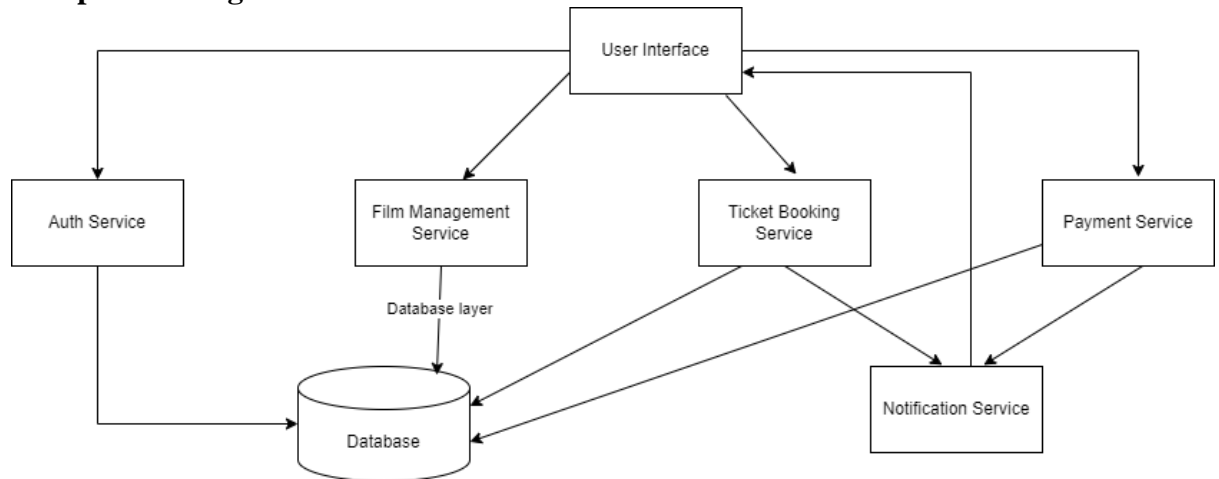 User Interface
Auth Service
Film Management
Service
Ticket Booking
Service
Payment Service
Database layer
Notification Service
Database